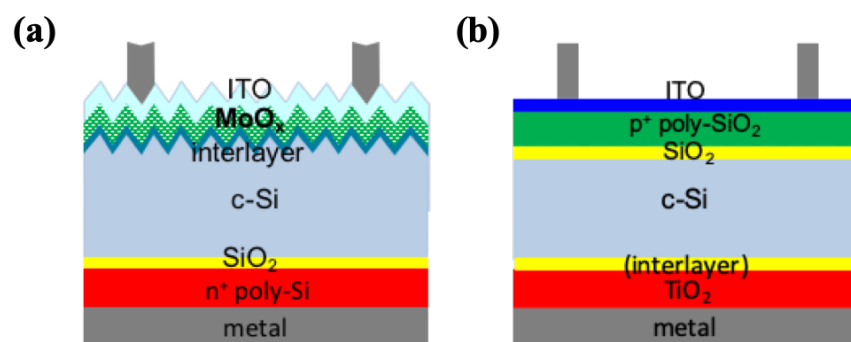 (a)
ITO
MoOₓ
interlayer
c-Si
SiO₂
n⁺ poly-Si
metal
(b)
ITO
p⁺ poly-SiO₂
SiO₂
c-Si
(interlayer)
TiO₂
metal